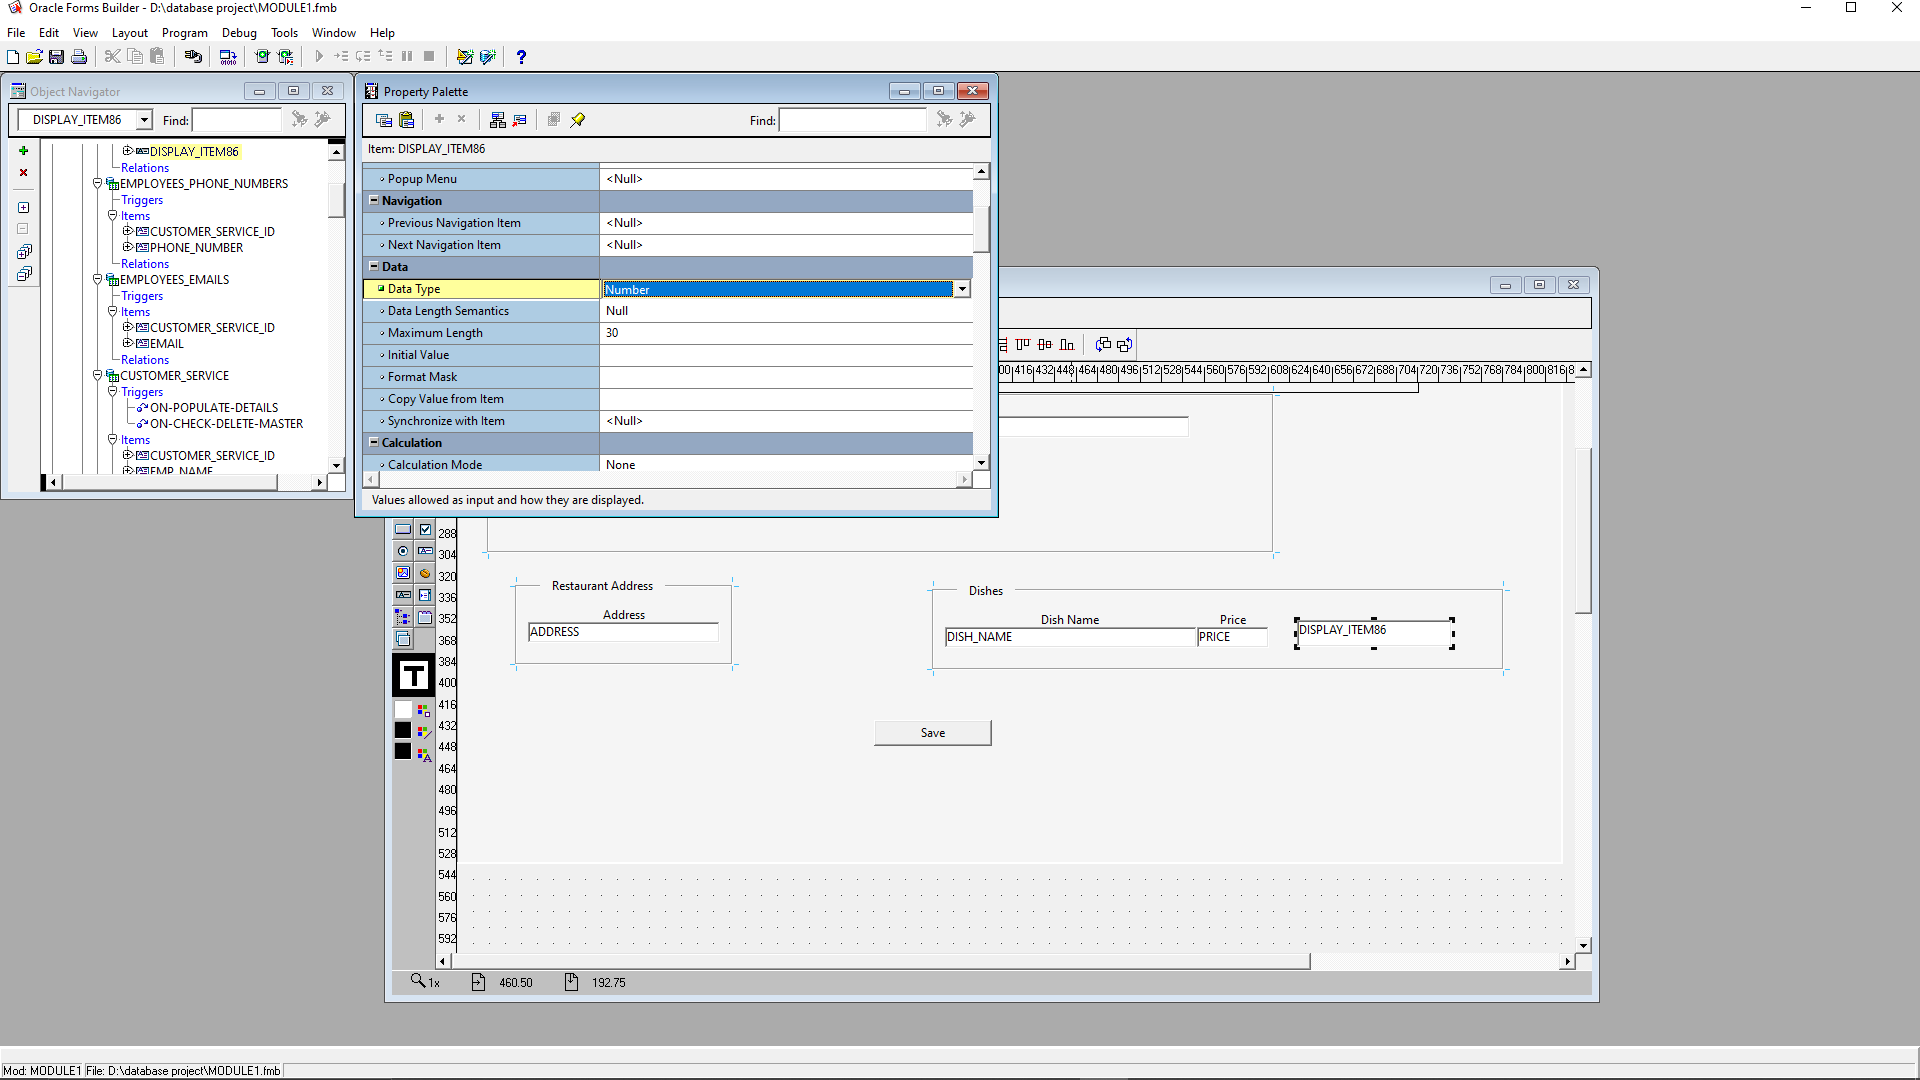 Oracle Forms Builder - D:\database project\MODULE1.fmb
File Edit View Layout Program Debug Tools Window Help
Object Navigator
DISPLAY_ITEM86 Find:
DISPLAY_ITEM86
Relations
EMPLOYEES_PHONE_NUMBERS
Triggers
Items
CUSTOMER_SERVICE_ID
PHONE_NUMBER
Relations
EMPLOYEES_EMAILS
Triggers
Items
CUSTOMER_SERVICE_ID
EMAIL
Relations
CUSTOMER_SERVICE
Triggers
ON-POPULATE-DETAILS
ON-CHECK-DELETE-MASTER
Items
CUSTOMER_SERVICE_ID
EMP_NAME
Property Palette
Find:
Item: DISPLAY_ITEM86
Popup Menu <Null>
Navigation
Previous Navigation Item <Null>
Next Navigation Item <Null>
Data
Data Type Number
Data Length Semantics Null
Maximum Length 30
Initial Value
Format Mask
Copy Value from Item
Synchronize with Item <Null>
Calculation
Calculation Mode None
Values allowed as input and how they are displayed.
416 432 448 464 480 496 512 528 544 560 576 592 608 624 640 656 672 688 704 720 736 752 768 784 800 816
288
304
320
336
352
368
384
400
416
432
448
464
480
496
512
528
544
560
576
592
Restaurant Address
Address
ADDRESS
Dishes
Dish Name Price
DISH_NAME PRICE DISPLAY_ITEM86
Save
1x 460.50 192.75
Mod: MODULE1 File: D:\database project\MODULE1.fmb